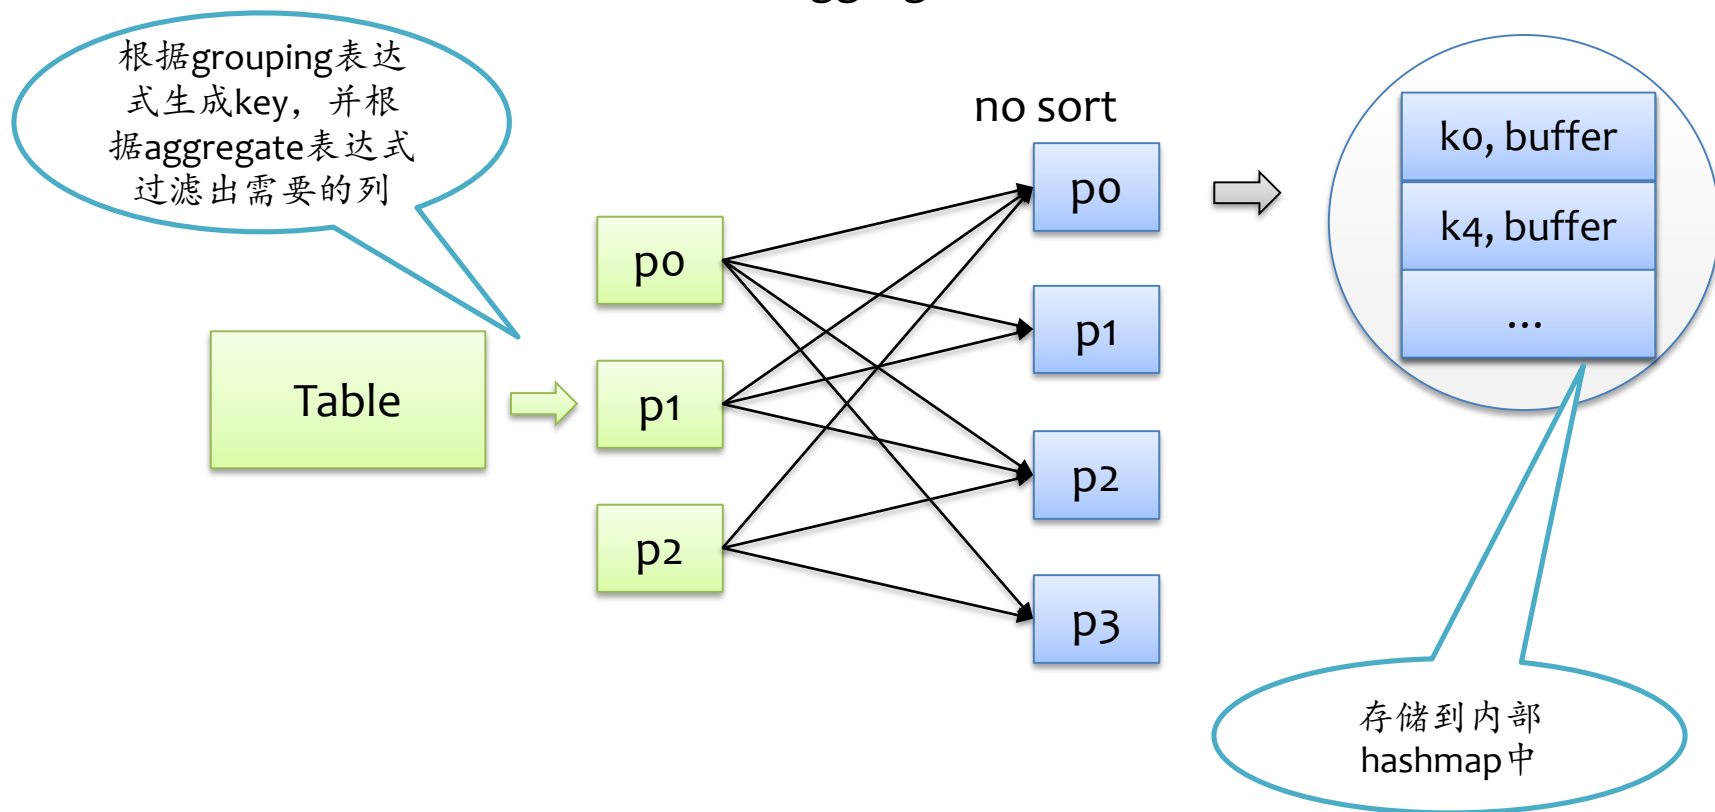 根据grouping表达
式生成key，并根
据aggregate表达式
过滤出需要的列
no sort
Table
p0
p1
p2
p0
p1
p2
p3
k0, buffer
k4, buffer
...
存储到内部
hashmap中